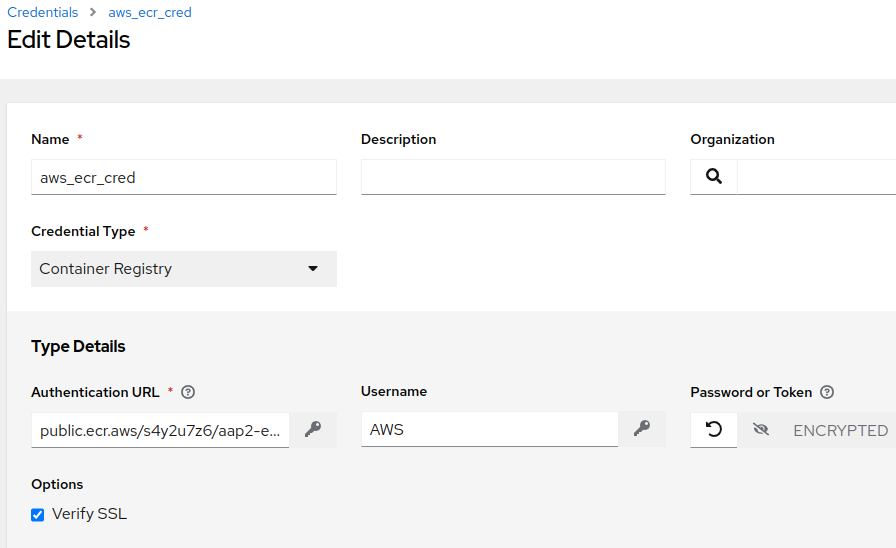 Credentials > aws_ecr_cred
Edit Details
Name * Description Organization
aws_ecr_cred
Credential Type *
Container Registry
Type Details
Authentication URL * Username Password or Token
public.ecr.aws/s4y2u7z6/aap2-e... AWS ENCRYPTED
Options
Verify SSL